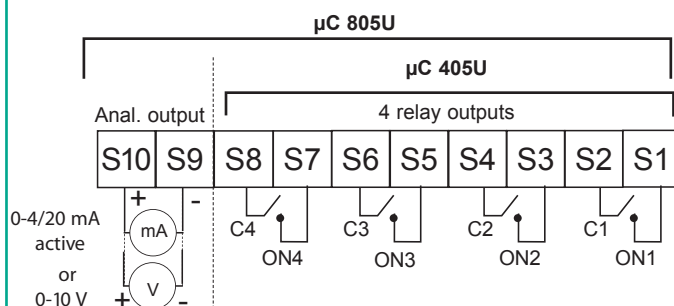 µC 805U
µC 405U
Anal. output
4 relay outputs
S10 S9 S8 S7 S6 S5 S4 S3 S2 S1
+ -
0-4/20 mA
active
or
0-10 V
mA
V
+ -
C4 C3 C2 C1
ON4 ON3 ON2 ON1